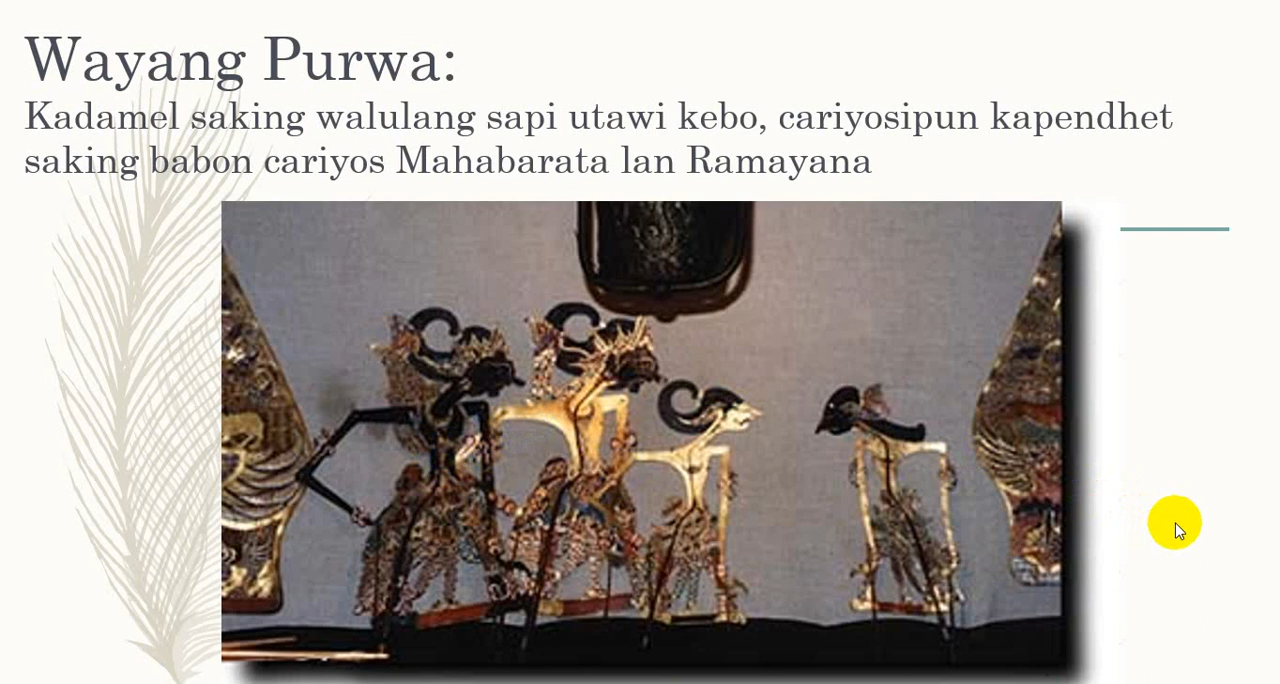 Wayang Purwa:
Kadamel saking walulang sapi utawi kebo, cariyosipun kapendhet
saking babon cariyos Mahabarata lan Ramayana